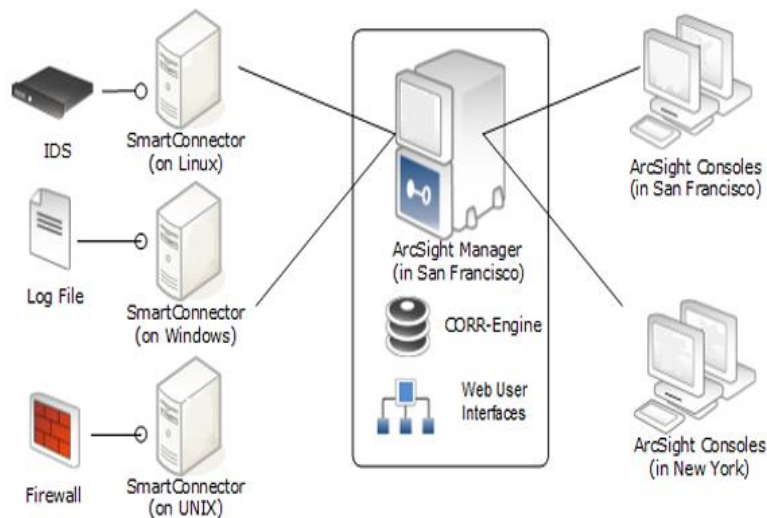 IDS
SmartConnector
(on Linux)
Log File
SmartConnector
(on Windows)
Firewall
SmartConnector
(on UNIX)
ArcSight Manager
(in San Francisco)
CORR-Engine
Web User
Interfaces
ArcSight Consoles
(in San Francisco)
ArcSight Consoles
(in New York)